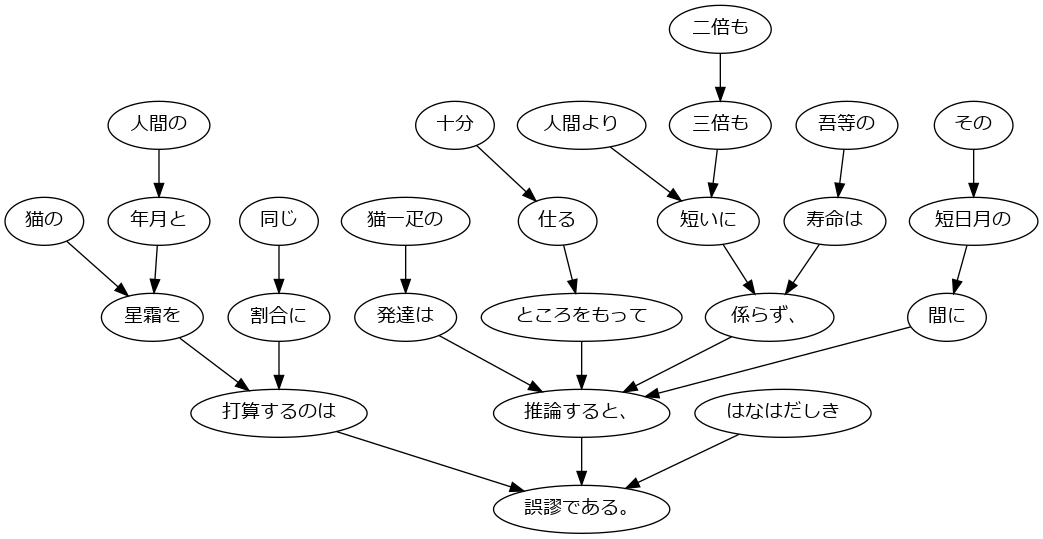 二倍も
人間の
十分
人間より
三倍も
吾等の
その
猫の
年月と
同じ
猫一疋の
仕る
短いに
寿命は
短日月の
星霜を
割合に
発達は
ところをもって
係らず、
間に
打算するのは
推論すると、
はなはだしき
誤謬である。